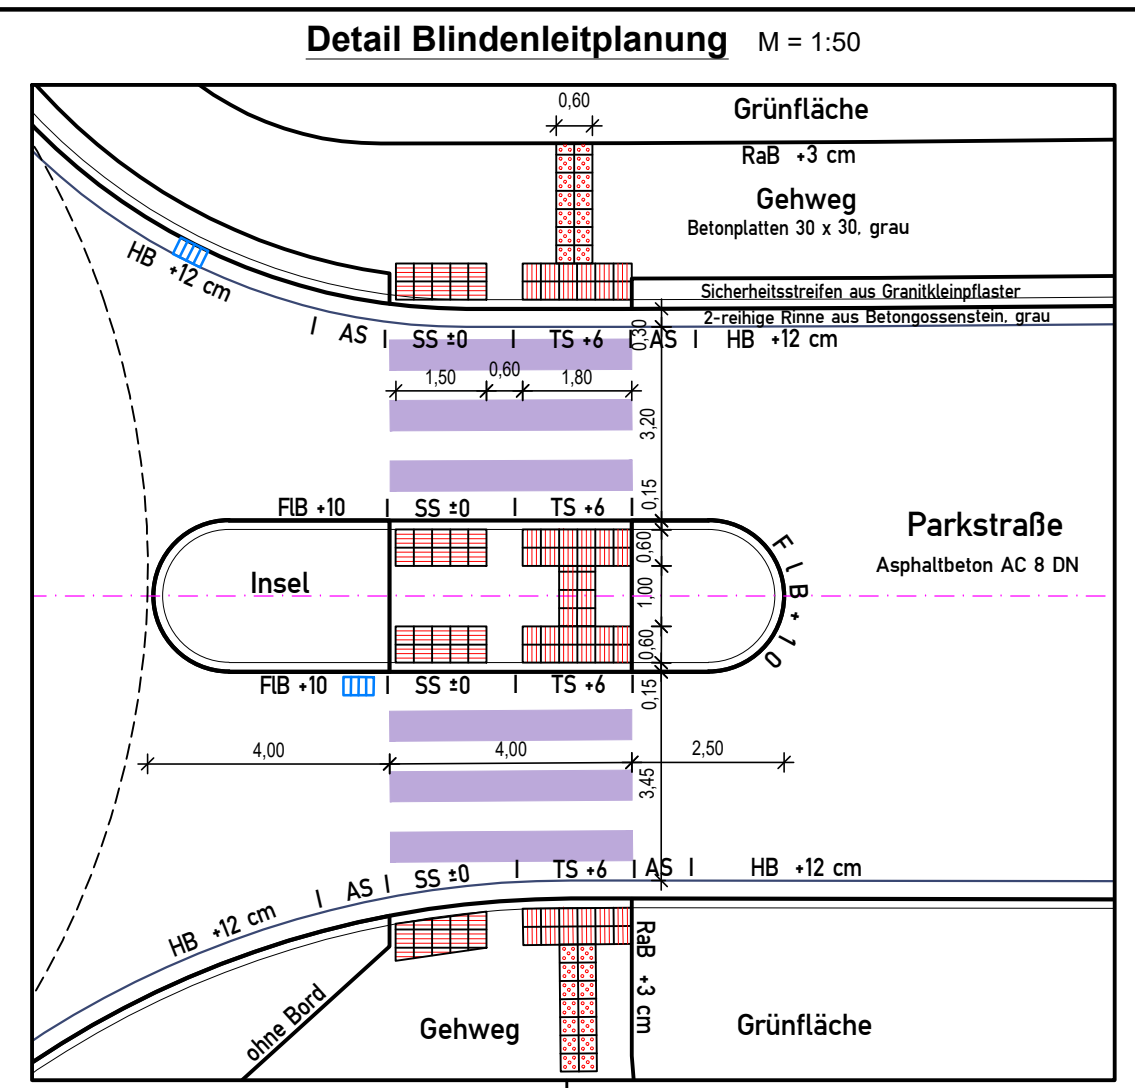 Detail Blindenleitplanung M = 1:50
0,60
Grünfläche
RaB +3 cm
Gehweg
Betonplatten 30 x 30, grau
HB +12 cm
Sicherheitsstreifen aus Granitkleinpflaster
2-reihige Rinne aus Betongossenstein, grau
| AS | SS ±0 | TS +6 | AS | HB +12 cm
0,30
1,50 0,60 1,80
3,20
FlB +10 | SS ±0 | TS +6 |
0,15
Parkstraße
Asphaltbeton AC 8 DN
Insel
0,60
1,00
0,60
FlB +10
FlB +10 | SS ±0 | TS +6 |
0,15
4,00 4,00 2,50
3,45
HB +12 cm | AS | SS ±0 | TS +6 | AS | HB +12 cm
RaB +3 cm
ohne Bord
Gehweg
Grünfläche